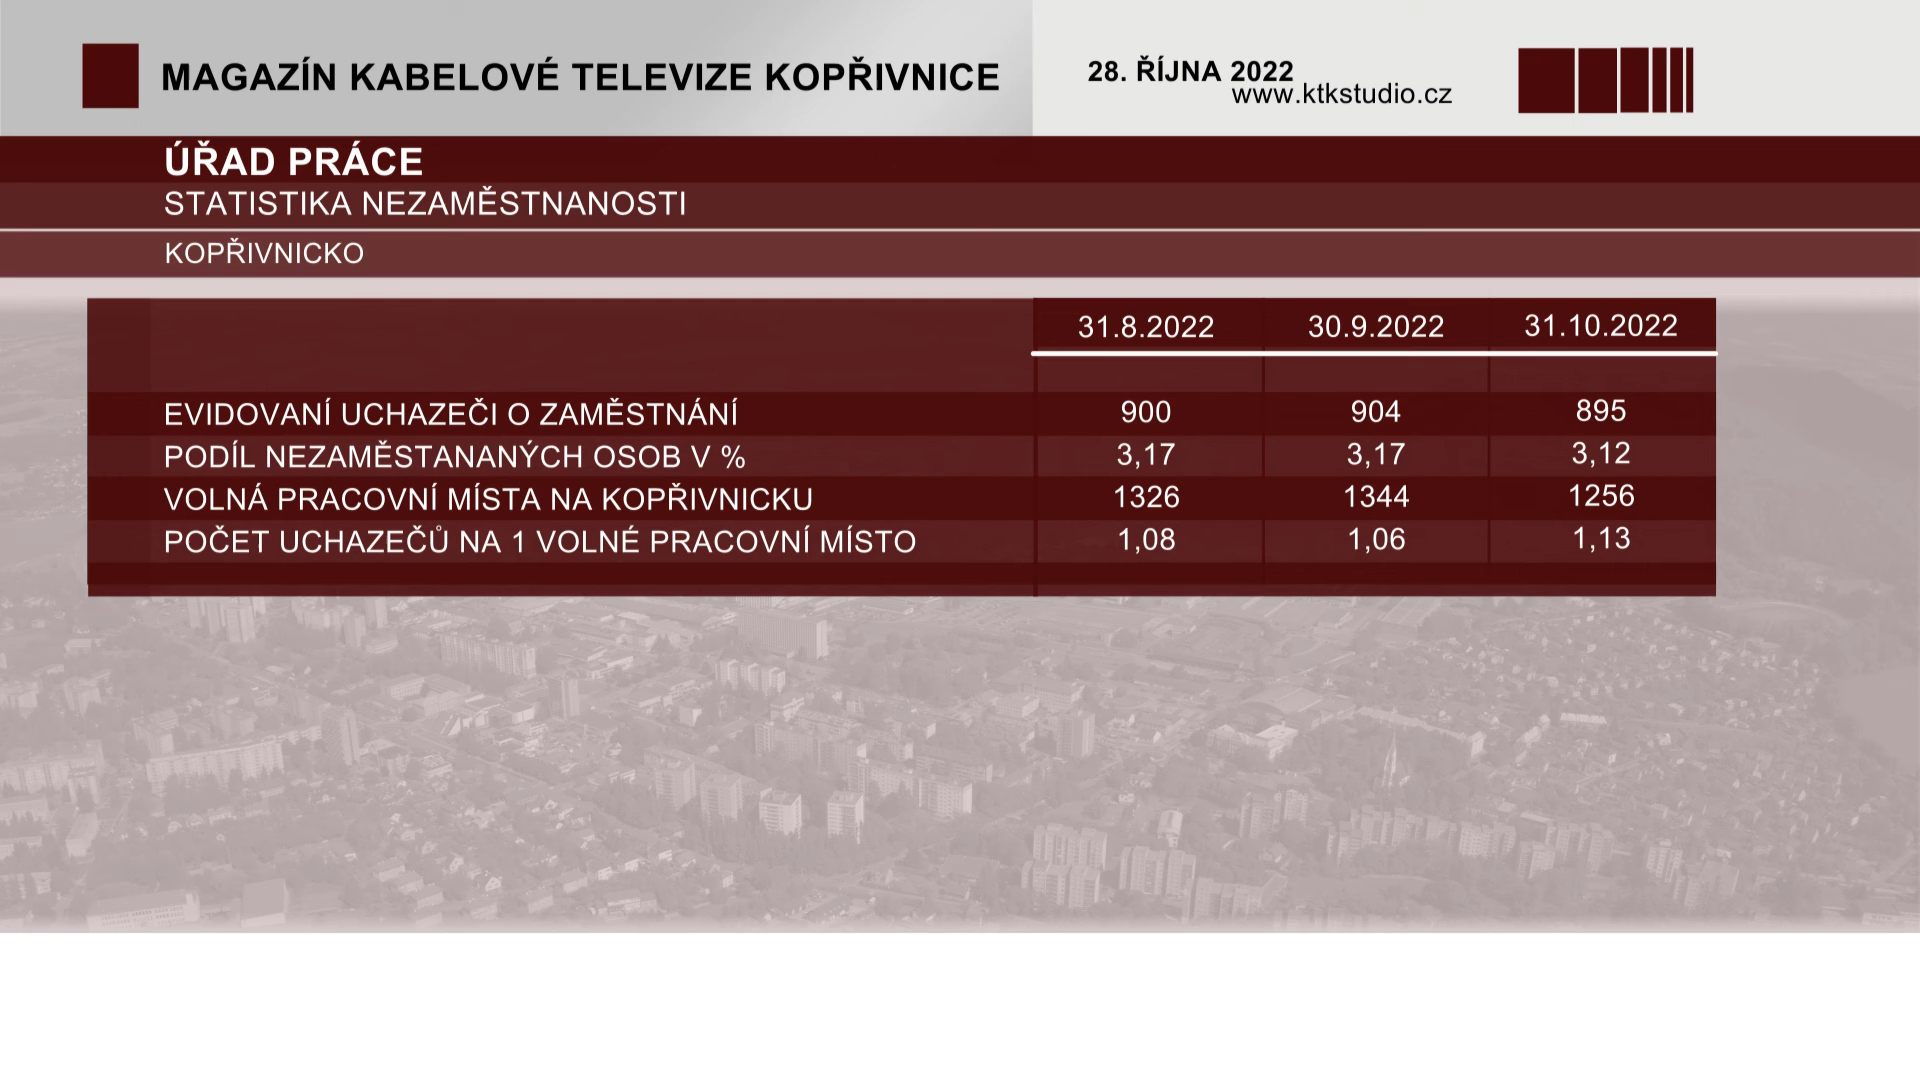 MAGAZÍN KABELOVÉ TELEVIZE KOPŘIVNICE
28. ŘÍJNA 2022
www.ktkstudio.cz
ÚŘAD PRÁCE
STATISTIKA NEZAMĚSTNANOSTI
KOPŘIVNICKO
31.8.2022 30.9.2022 31.10.2022
EVIDOVANÍ UCHAZEČI O ZAMĚSTNÁNÍ 900 904 895
PODÍL NEZAMĚSTANANÝCH OSOB V % 3,17 3,17 3,12
VOLNÁ PRACOVNÍ MÍSTA NA KOPŘIVNICKU 1326 1344 1256
POČET UCHAZEČŮ NA 1 VOLNÉ PRACOVNÍ MÍSTO 1,08 1,06 1,13